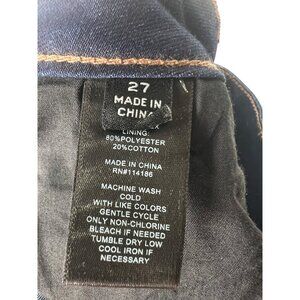 27
MADE IN
CHINA
LINING:
80%POLYESTER
20%COTTON
MADE IN CHINA
RN#114186
MACHINE WASH
COLD
WITH LIKE COLORS
GENTLE CYCLE
ONLY NON-CHLORINE
BLEACH IF NEEDED
TUMBLE DRY LOW
COOL IRON IF
NECESSARY